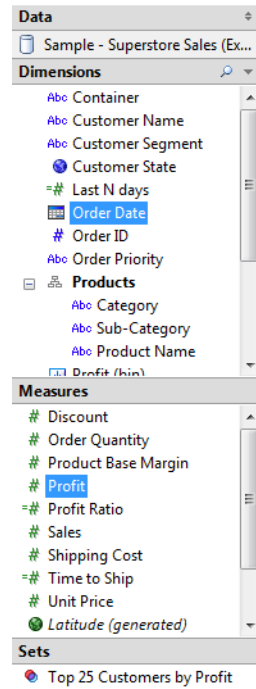 Data
Sample - Superstore Sales (Ex...
Dimensions
Abc Container
Abc Customer Name
Abc Customer Segment
Customer State
=# Last N days
Order Date
# Order ID
Abc Order Priority
Products
Abc Category
Abc Sub-Category
Abc Product Name
Profit (bin)
Measures
# Discount
# Order Quantity
# Product Base Margin
# Profit
=# Profit Ratio
# Sales
# Shipping Cost
=# Time to Ship
# Unit Price
Latitude (generated)
Sets
Top 25 Customers by Profit